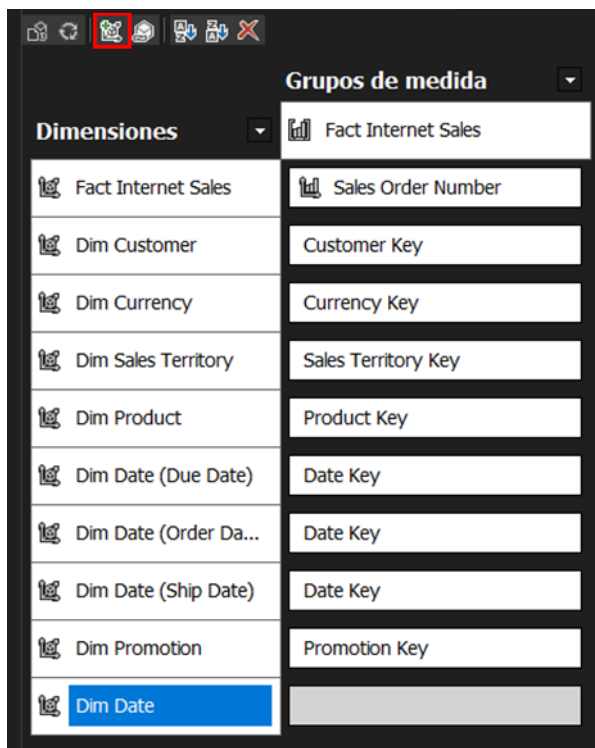 Grupos de medida
Dimensiones
Fact Internet Sales
Fact Internet Sales
Sales Order Number
Dim Customer
Customer Key
Dim Currency
Currency Key
Dim Sales Territory
Sales Territory Key
Dim Product
Product Key
Dim Date (Due Date)
Date Key
Dim Date (Order Da...
Date Key
Dim Date (Ship Date)
Date Key
Dim Promotion
Promotion Key
Dim Date